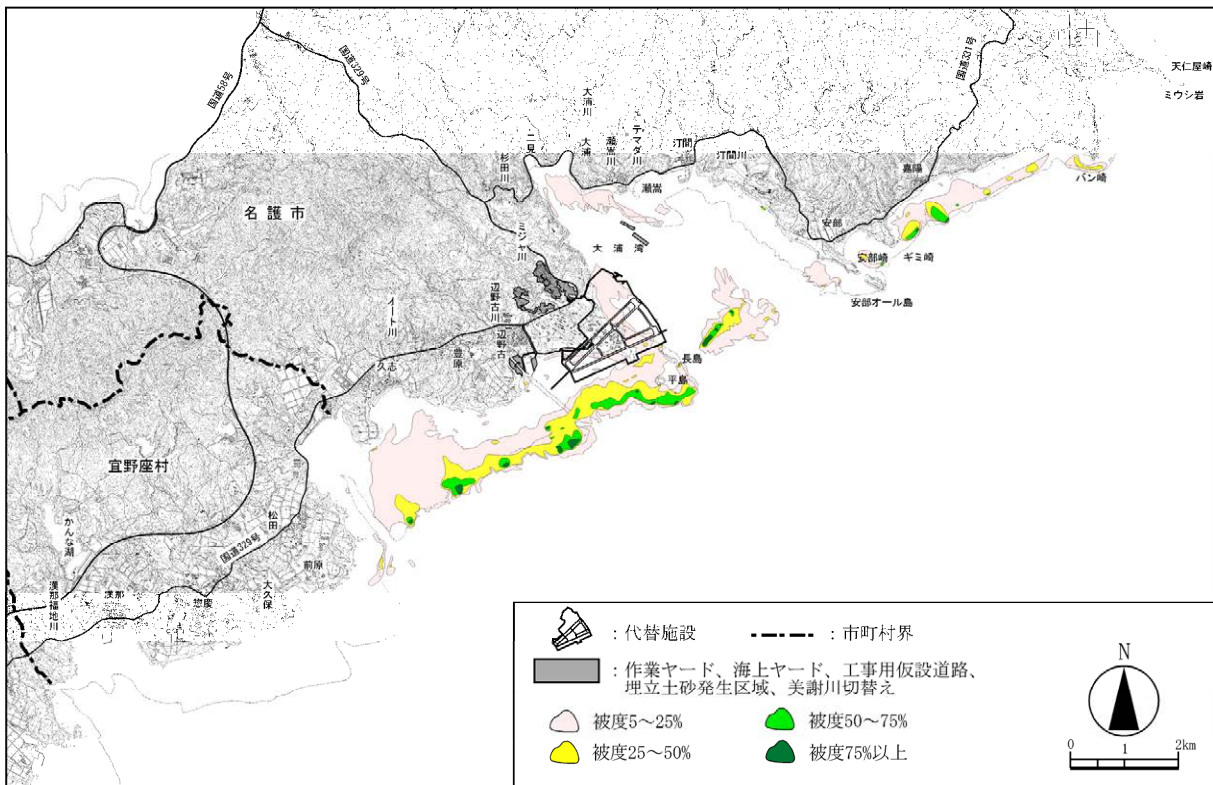 国道58号
国道329号
国道331号
天仁屋崎
ミウシ岩
バン崎
嘉陽
大浦川
二見
杉田川
大浦
瀬嵩川
テマダ川
汀間
汀間川
瀬嵩
安部
安部崎
ギミ崎
安部オール島
名護市
ミジャ川
大浦湾
辺野古川
辺野古
イート川
豊原
久志
長島
平島
宜野座村
かんな湖
松田
国道329号
前原
大久保
惣慶
漢那
漢那福地川
：代替施設
：市町村界
：作業ヤード、海上ヤード、工事用仮設道路、
埋立土砂発生区域、美謝川切替え
被度5～25%
被度50～75%
被度25～50%
被度75%以上
N
0 1 2km